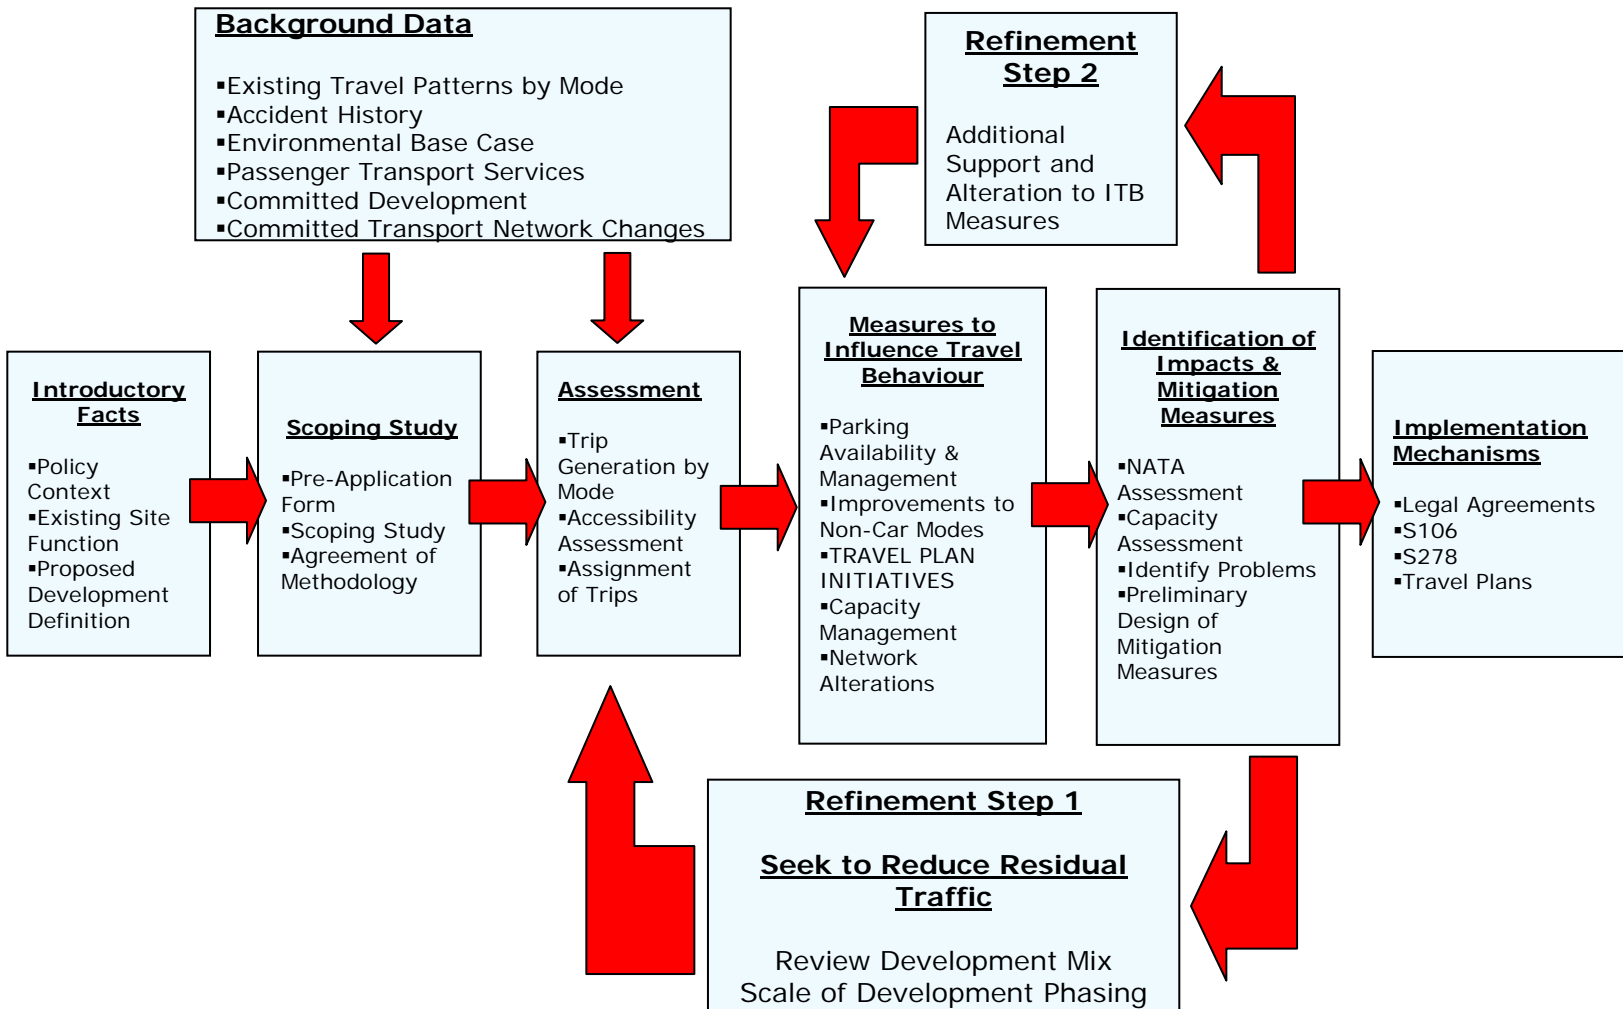 Background Data
▪Existing Travel Patterns by Mode
▪Accident History
▪Environmental Base Case
▪Passenger Transport Services
▪Committed Development
▪Committed Transport Network Changes
Refinement
Step 2
Additional
Support and
Alteration to ITB
Measures
Introductory
Facts
▪Policy
Context
▪Existing Site
Function
▪Proposed
Development
Definition
Scoping Study
▪Pre-Application
Form
▪Scoping Study
▪Agreement of
Methodology
Assessment
▪Trip
Generation by
Mode
▪Accessibility
Assessment
▪Assignment
of Trips
Measures to
Influence Travel
Behaviour
▪Parking
Availability &
Management
▪Improvements to
Non-Car Modes
▪TRAVEL PLAN
INITIATIVES
▪Capacity
Management
▪Network
Alterations
Identification of
Impacts &
Mitigation
Measures
▪NATA
Assessment
▪Capacity
Assessment
▪Identify Problems
▪Preliminary
Design of
Mitigation
Measures
Implementation
Mechanisms
▪Legal Agreements
▪S106
▪S278
▪Travel Plans
Refinement Step 1
Seek to Reduce Residual
Traffic
Review Development Mix
Scale of Development Phasing